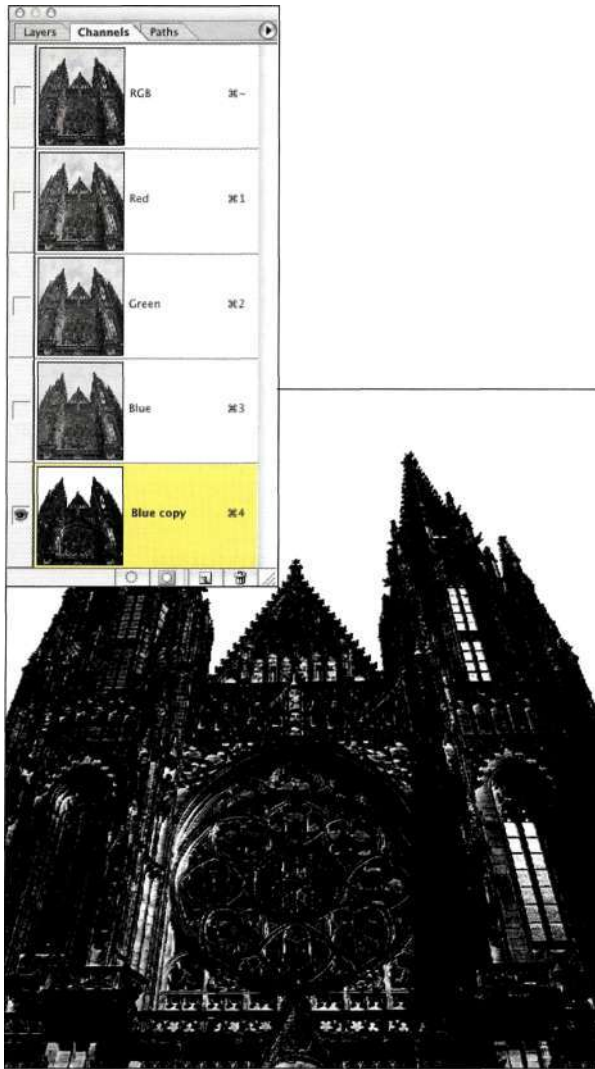 Layers Channels Paths
RGB ⌘~
Red ⌘1
Green ⌘2
Blue ⌘3
Blue copy ⌘4